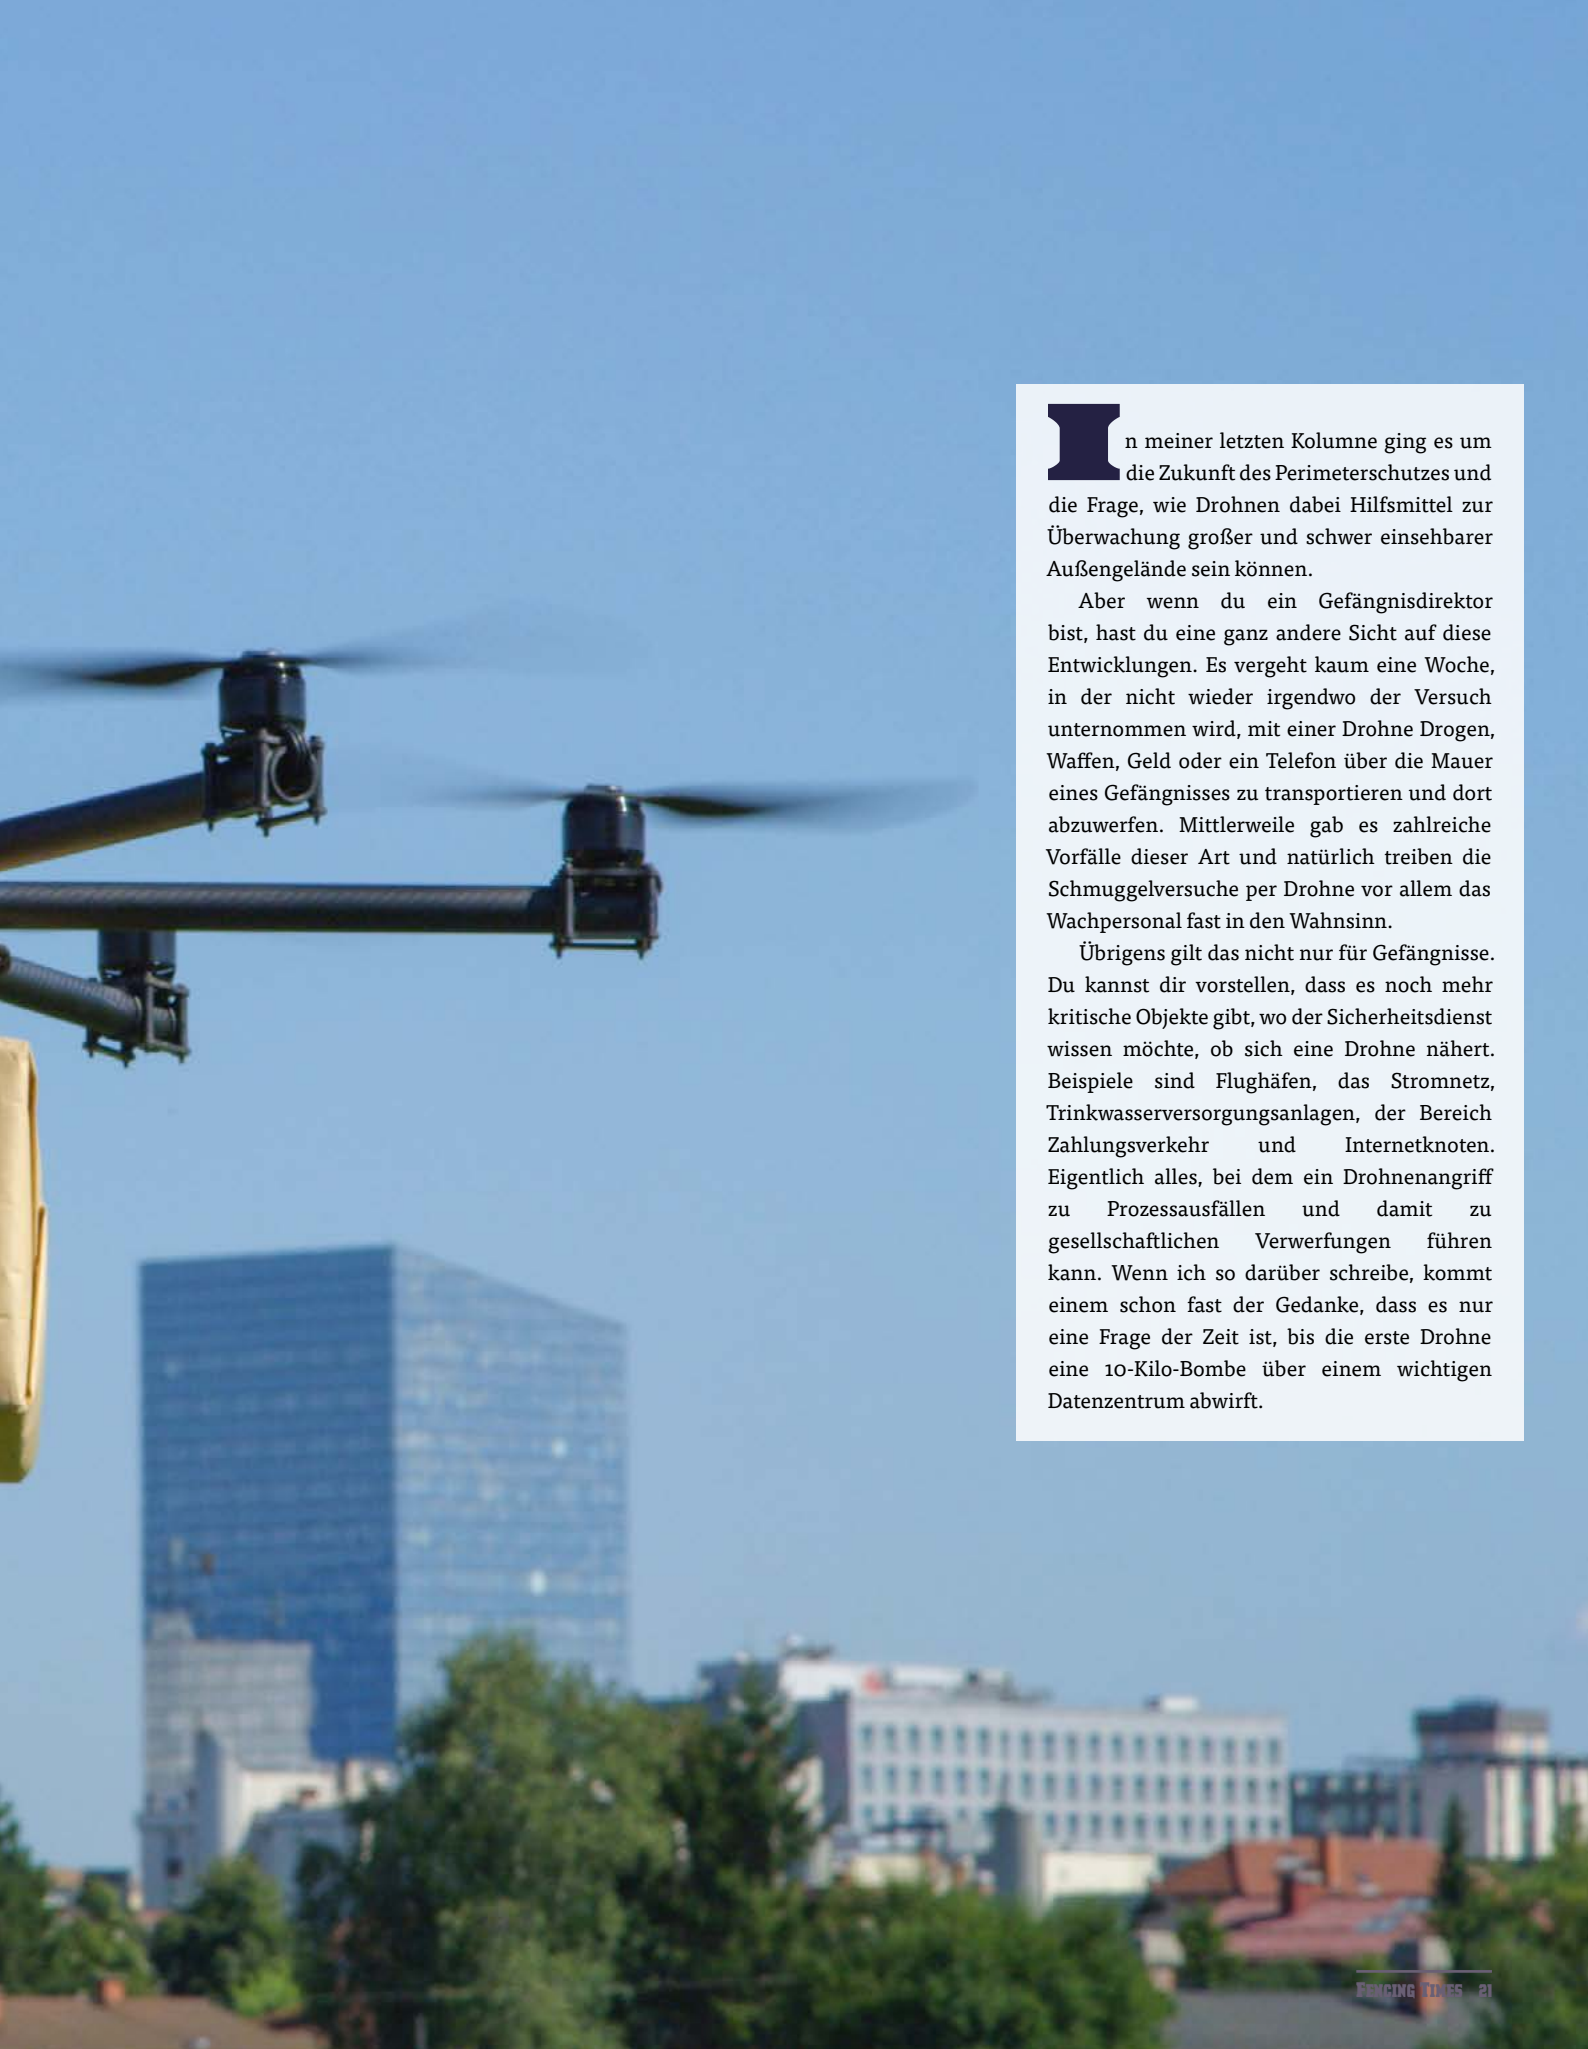 In meiner letzten Kolumne ging es um
die Zukunft des Perimeterschutzes und
die Frage, wie Drohnen dabei Hilfsmittel zur
Überwachung großer und schwer einsehbarer
Außengelände sein können.
Aber wenn du ein Gefängnisdirektor
bist, hast du eine ganz andere Sicht auf diese
Entwicklungen. Es vergeht kaum eine Woche,
in der nicht wieder irgendwo der Versuch
unternommen wird, mit einer Drohne Drogen,
Waffen, Geld oder ein Telefon über die Mauer
eines Gefängnisses zu transportieren und dort
abzuwerfen. Mittlerweile gab es zahlreiche
Vorfälle dieser Art und natürlich treiben die
Schmuggelversuche per Drohne vor allem das
Wachpersonal fast in den Wahnsinn.
Übrigens gilt das nicht nur für Gefängnisse.
Du kannst dir vorstellen, dass es noch mehr
kritische Objekte gibt, wo der Sicherheitsdienst
wissen möchte, ob sich eine Drohne nähert.
Beispiele sind Flughäfen, das Stromnetz,
Trinkwasserversorgungsanlagen, der Bereich
Zahlungsverkehr und Internetknoten.
Eigentlich alles, bei dem ein Drohnenangriff
zu Prozessausfällen und damit zu
gesellschaftlichen Verwerfungen führen
kann. Wenn ich so darüber schreibe, kommt
einem schon fast der Gedanke, dass es nur
eine Frage der Zeit ist, bis die erste Drohne
eine 10-Kilo-Bombe über einem wichtigen
Datenzentrum abwirft.
FENCING TIMES 21